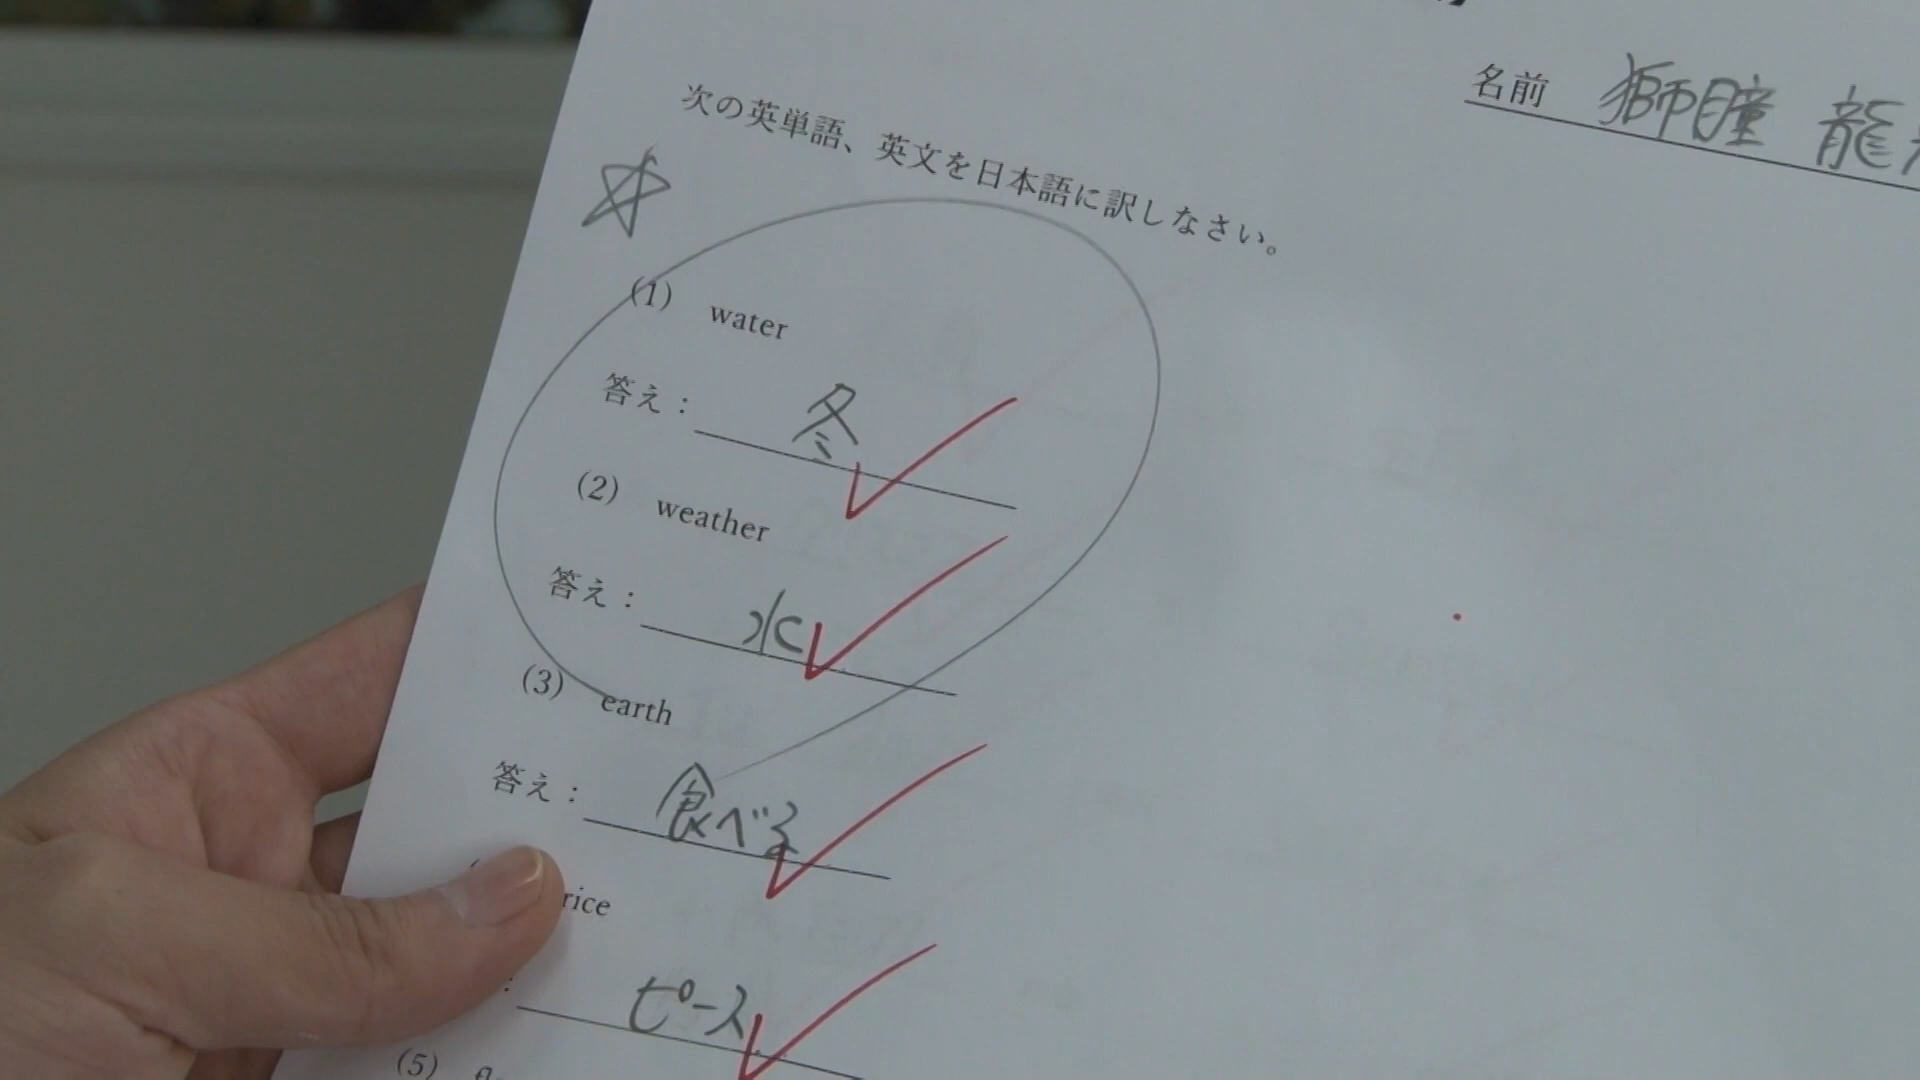 名前 獅瞳 龍
次の英単語、英文を日本語に訳しなさい。
(1) water
答え： 冬
(2) weather
答え： 水
(3) earth
答え： 食べる
rice
： ピース
(5)